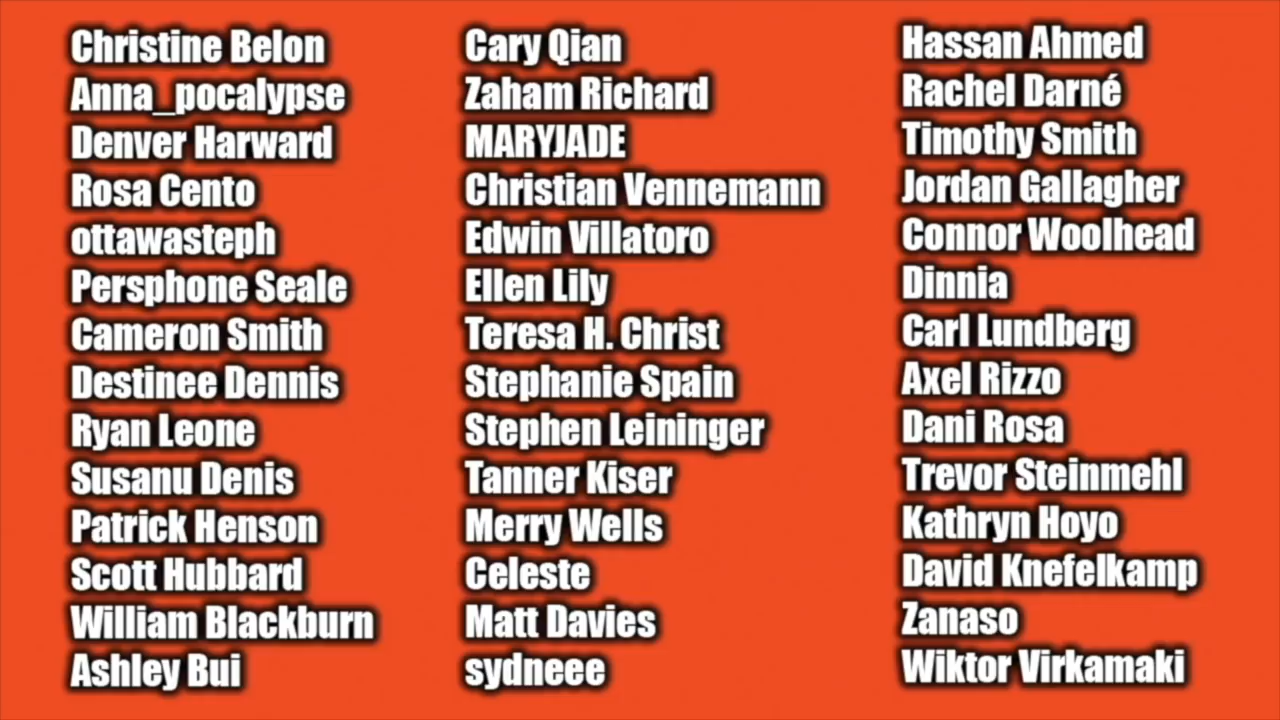 Christine Belon
Anna_pocalypse
Denver Harward
Rosa Cento
ottawasteph
Persphone Seale
Cameron Smith
Destinee Dennis
Ryan Leone
Susanu Denis
Patrick Henson
Scott Hubbard
William Blackburn
Ashley Bui
Cary Qian
Zaham Richard
MARYJADE
Christian Vennemann
Edwin Villatoro
Ellen Lily
Teresa H. Christ
Stephanie Spain
Stephen Leininger
Tanner Kiser
Merry Wells
Celeste
Matt Davies
sydneee
Hassan Ahmed
Rachel Darné
Timothy Smith
Jordan Gallagher
Connor Woolhead
Dinnia
Carl Lundberg
Axel Rizzo
Dani Rosa
Trevor Steinmehl
Kathryn Hoyo
David Knefelkamp
Zanaso
Wiktor Virkamaki